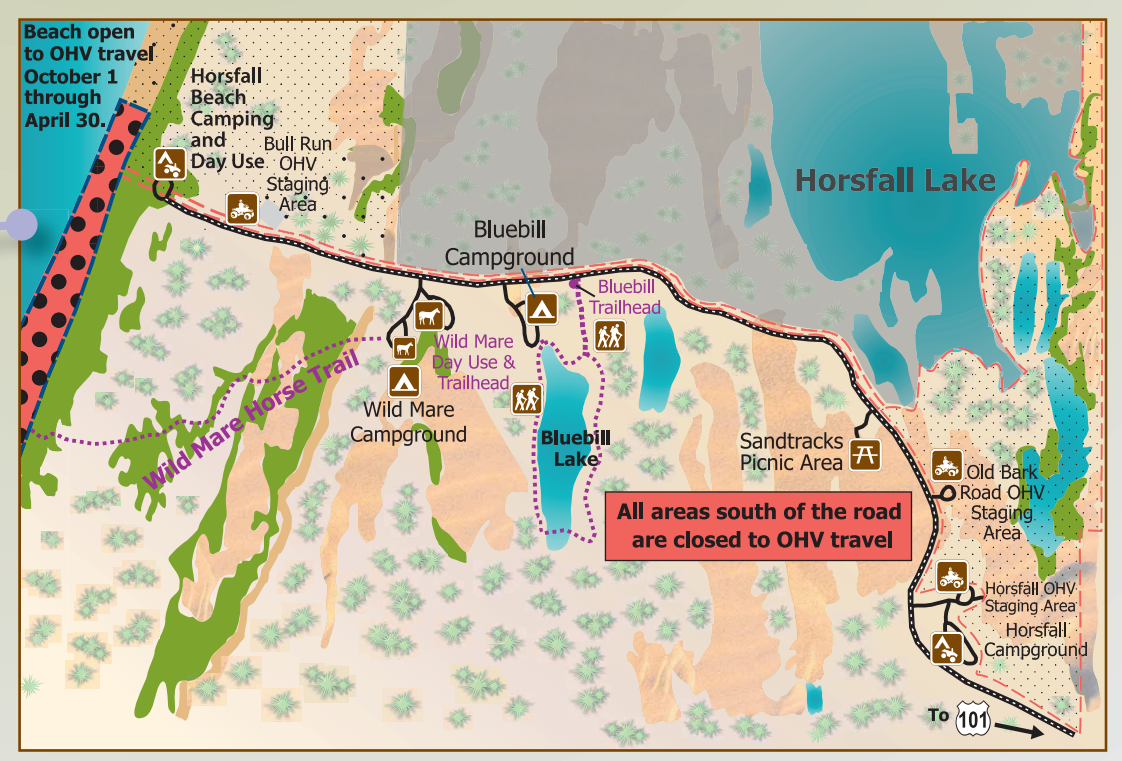 Beach open
to OHV travel
October 1
through
April 30.
Horsfall
Beach
Camping
and
Day Use
Bull Run
OHV
Staging
Area
Bluebill
Campground
Bluebill
Trailhead
Horsfall Lake
Wild Mare
Day Use &
Trailhead
Wild Mare Horse Trail
Wild Mare
Campground
Bluebill
Lake
Sandtracks
Picnic Area
Old Bark
Road OHV
Staging
Area
All areas south of the road
are closed to OHV travel
Horsfall OHV
Staging Area
Horsfall
Campground
To 101